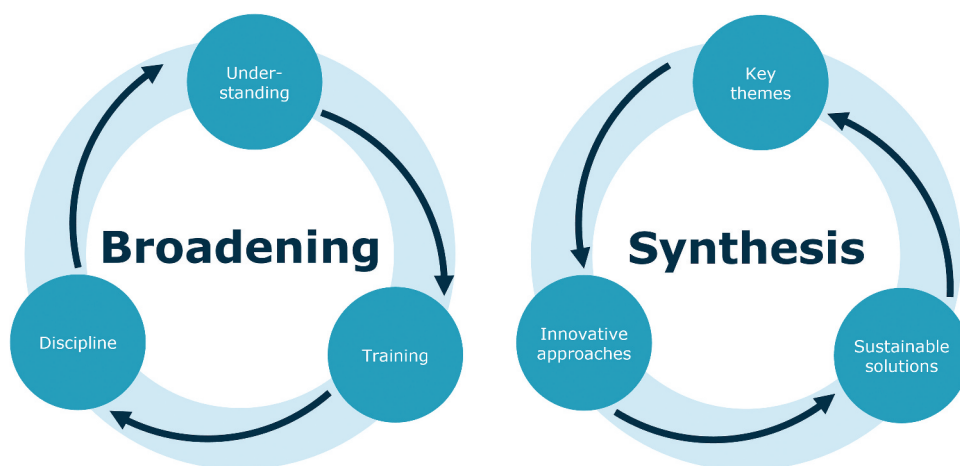 Under-
standing
Broadening
Discipline
Training
Key
themes
Synthesis
Innovative
approaches
Sustainable
solutions